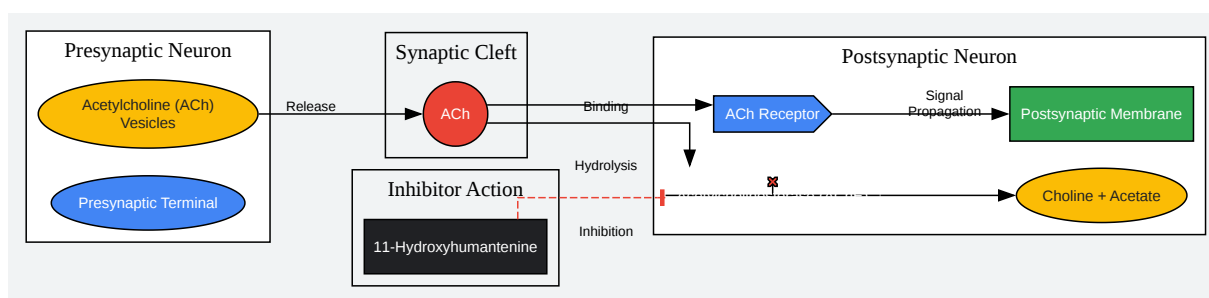 Presynaptic Neuron
Acetylcholine (ACh)
Vesicles
Presynaptic Terminal
Release
Synaptic Cleft
ACh
Binding
Hydrolysis
Inhibitor Action
11-Hydroxyhumantenine
Inhibition
Postsynaptic Neuron
ACh Receptor
Signal
Propagation
Postsynaptic Membrane
Choline + Acetate